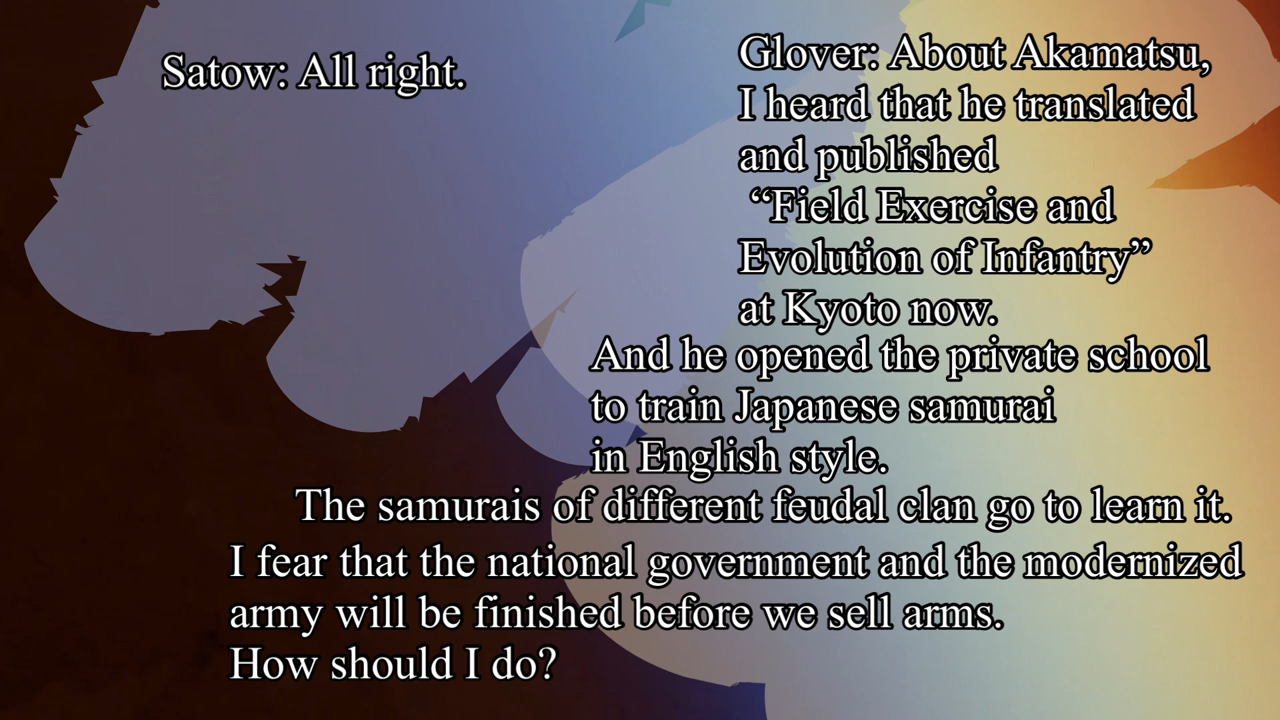 Satow: All right.
Glover: About Akamatsu,
I heard that he translated
and published
“Field Exercise and
Evolution of Infantry”
at Kyoto now.
And he opened the private school
to train Japanese samurai
in English style.
The samurais of different feudal clan go to learn it.
I fear that the national government and the modernized
army will be finished before we sell arms.
How should I do?